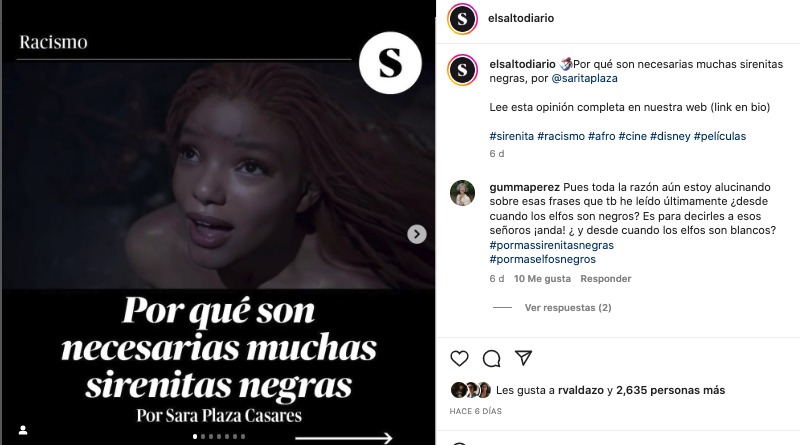 Racismo
S
Por qué son
necesarias muchas
sirenitas negras
Por Sara Plaza Casares
S elsaltodiario
S elsaltodiario Por qué son necesarias muchas sirenitas
negras, por @saritaplaza
Lee esta opinión completa en nuestra web (link en bio)
#sirenita #racismo #afro #cine #disney #películas
6 d
gummaperez Pues toda la razón aún estoy alucinando
sobre esas frases que tb he leído últimamente ¿desde
cuando los elfos son negros? Es para decirles a esos
señoros ¡anda! ¿ y desde cuando los elfos son blancos?
#pormassirenitasnegras
#pormaselfosnegros
6 d 10 Me gusta Responder
Ver respuestas (2)
Les gusta a rvaldazo y 2,635 personas más
HACE 6 DÍAS